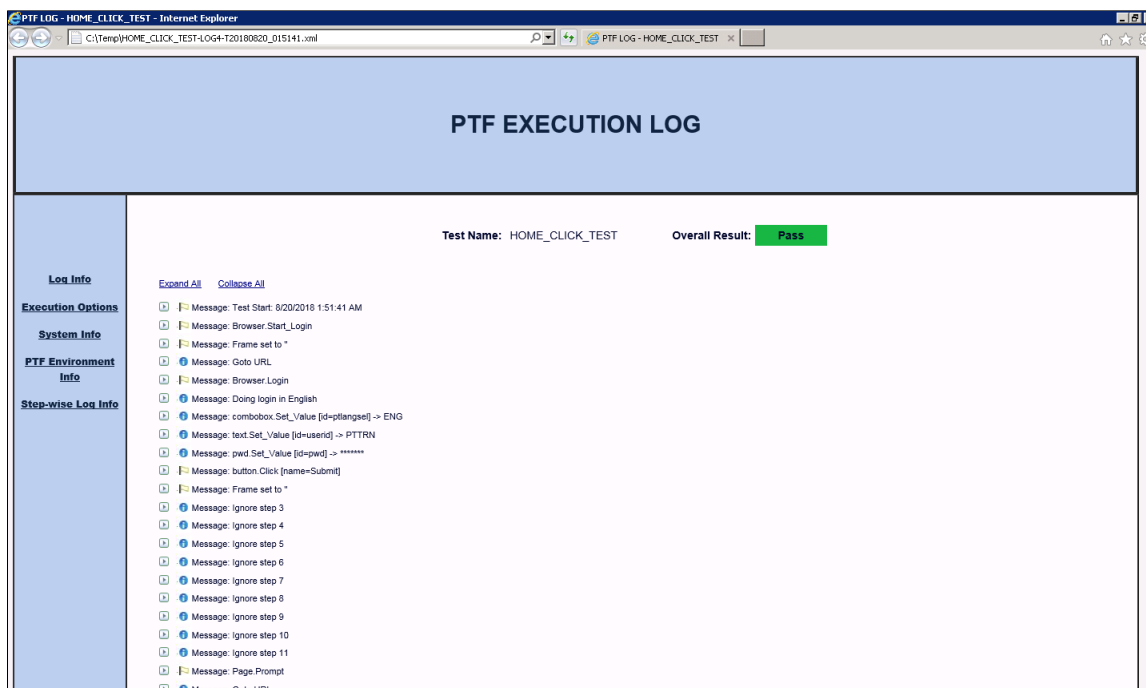 PTF LOG - HOME_CLICK_TEST - Internet Explorer
C:\Temp\HOME_CLICK_TEST-LOG4-T20180820_015141.xml
PTF LOG - HOME_CLICK_TEST
PTF EXECUTION LOG
Test Name: HOME_CLICK_TEST Overall Result: Pass
Log Info
Execution Options
System Info
PTF Environment
Info
Step-wise Log Info
Expand All Collapse All
Message: Test Start: 8/20/2018 1:51:41 AM
Message: Browser.Start_Login
Message: Frame set to ''
Message: Goto URL
Message: Browser.Login
Message: Doing login in English
Message: combobox.Set_Value [id=ptlangsel] -> ENG
Message: text.Set_Value [id=userid] -> PTTRN
Message: pwd.Set_Value [id=pwd] -> *******
Message: button.Click [name=Submit]
Message: Frame set to ''
Message: Ignore step 3
Message: Ignore step 4
Message: Ignore step 5
Message: Ignore step 6
Message: Ignore step 7
Message: Ignore step 8
Message: Ignore step 9
Message: Ignore step 10
Message: Ignore step 11
Message: Page.Prompt